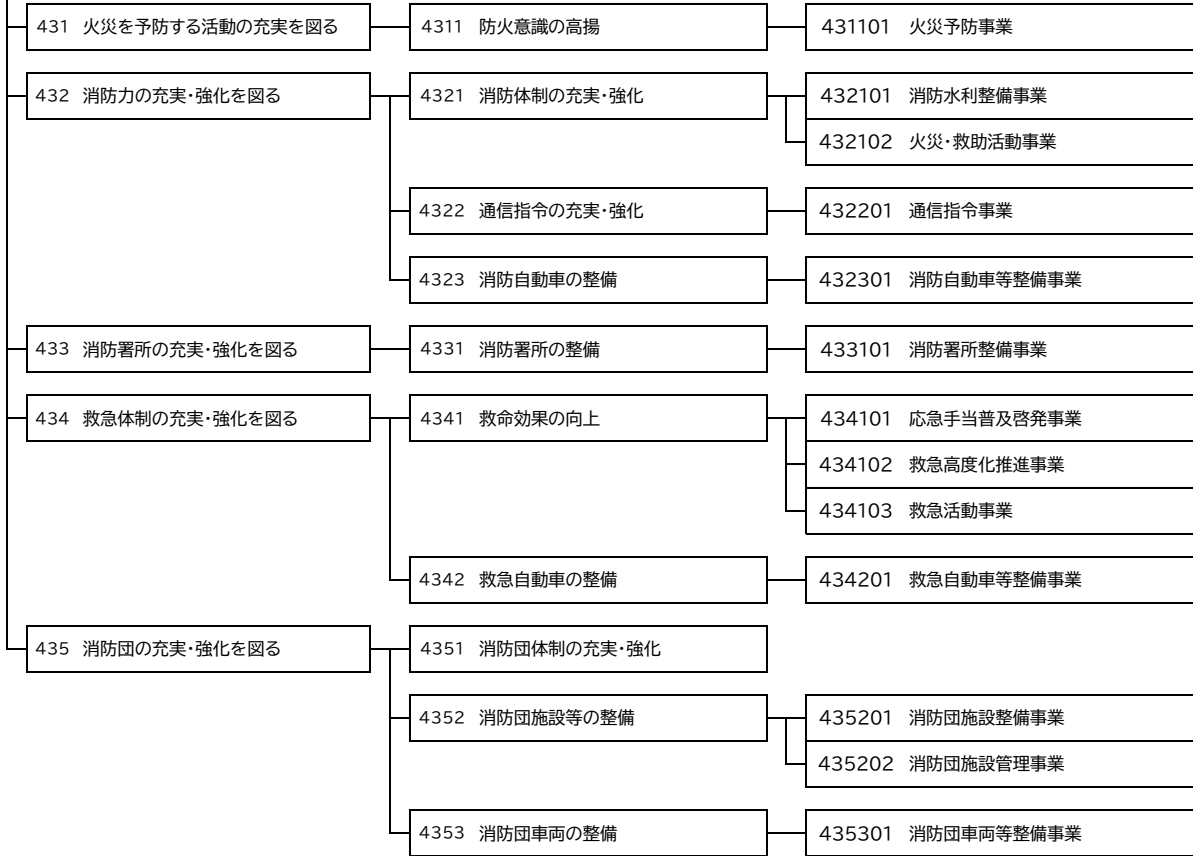 431 火災を予防する活動の充実を図る
4311 防火意識の高揚
431101 火災予防事業
432 消防力の充実・強化を図る
4321 消防体制の充実・強化
432101 消防水利整備事業
432102 火災・救助活動事業
4322 通信指令の充実・強化
432201 通信指令事業
4323 消防自動車の整備
432301 消防自動車等整備事業
433 消防署所の充実・強化を図る
4331 消防署所の整備
433101 消防署所整備事業
434 救急体制の充実・強化を図る
4341 救命効果の向上
434101 応急手当普及啓発事業
434102 救急高度化推進事業
434103 救急活動事業
4342 救急自動車の整備
434201 救急自動車等整備事業
435 消防団の充実・強化を図る
4351 消防団体制の充実・強化
4352 消防団施設等の整備
435201 消防団施設整備事業
435202 消防団施設管理事業
4353 消防団車両の整備
435301 消防団車両等整備事業